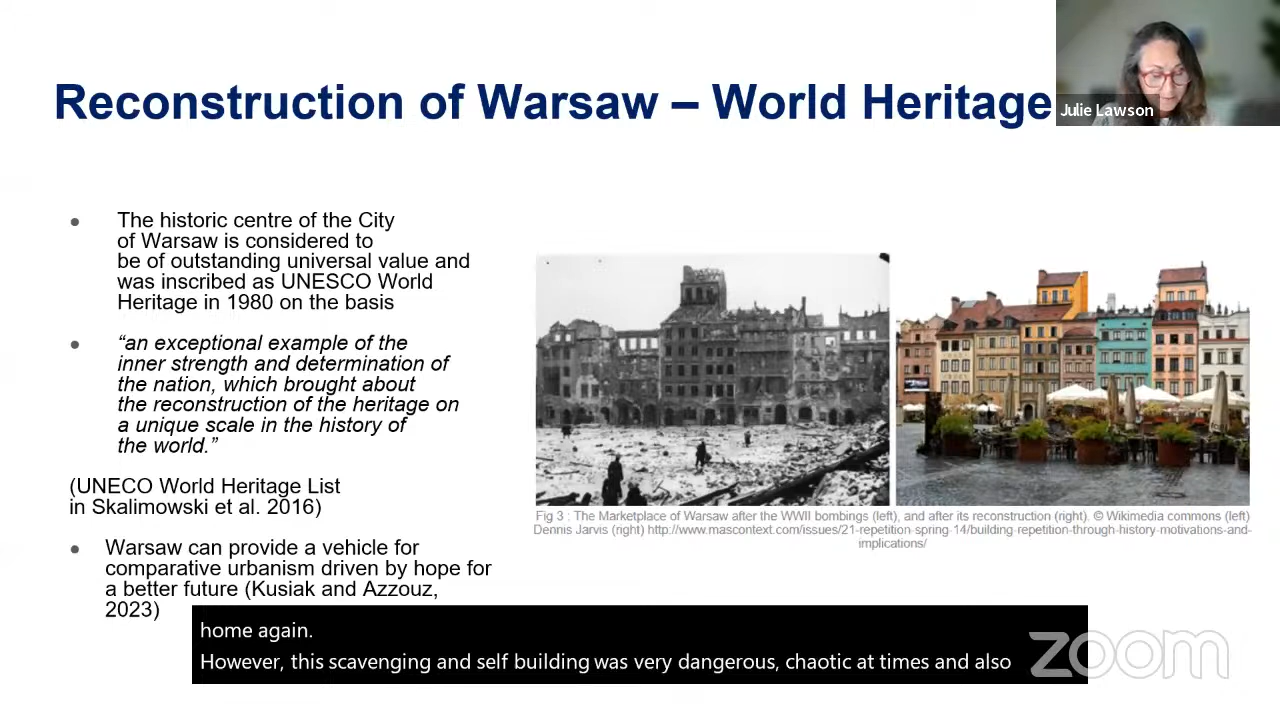 Reconstruction of Warsaw – World Heritage
Julie Lawson
The historic centre of the City
of Warsaw is considered to
be of outstanding universal value and
was inscribed as UNESCO World
Heritage in 1980 on the basis
“an exceptional example of the
inner strength and determination of
the nation, which brought about
the reconstruction of the heritage on
a unique scale in the history of
the world.”
(UNECO World Heritage List
in Skalimowski et al. 2016)
Warsaw can provide a vehicle for
comparative urbanism driven by hope for
a better future (Kusiak and Azzouz,
2023)
Fig 3 : The Marketplace of Warsaw after the WWII bombings (left), and after its reconstruction (right). © Wikimedia commons (left)
Dennis Jarvis (right) http://www.mascontext.com/issues/21-repetition-spring-14/building-repetition-through-history-motivations-and-
implications/
home again.
However, this scavenging and self building was very dangerous, chaotic at times and also
zoom